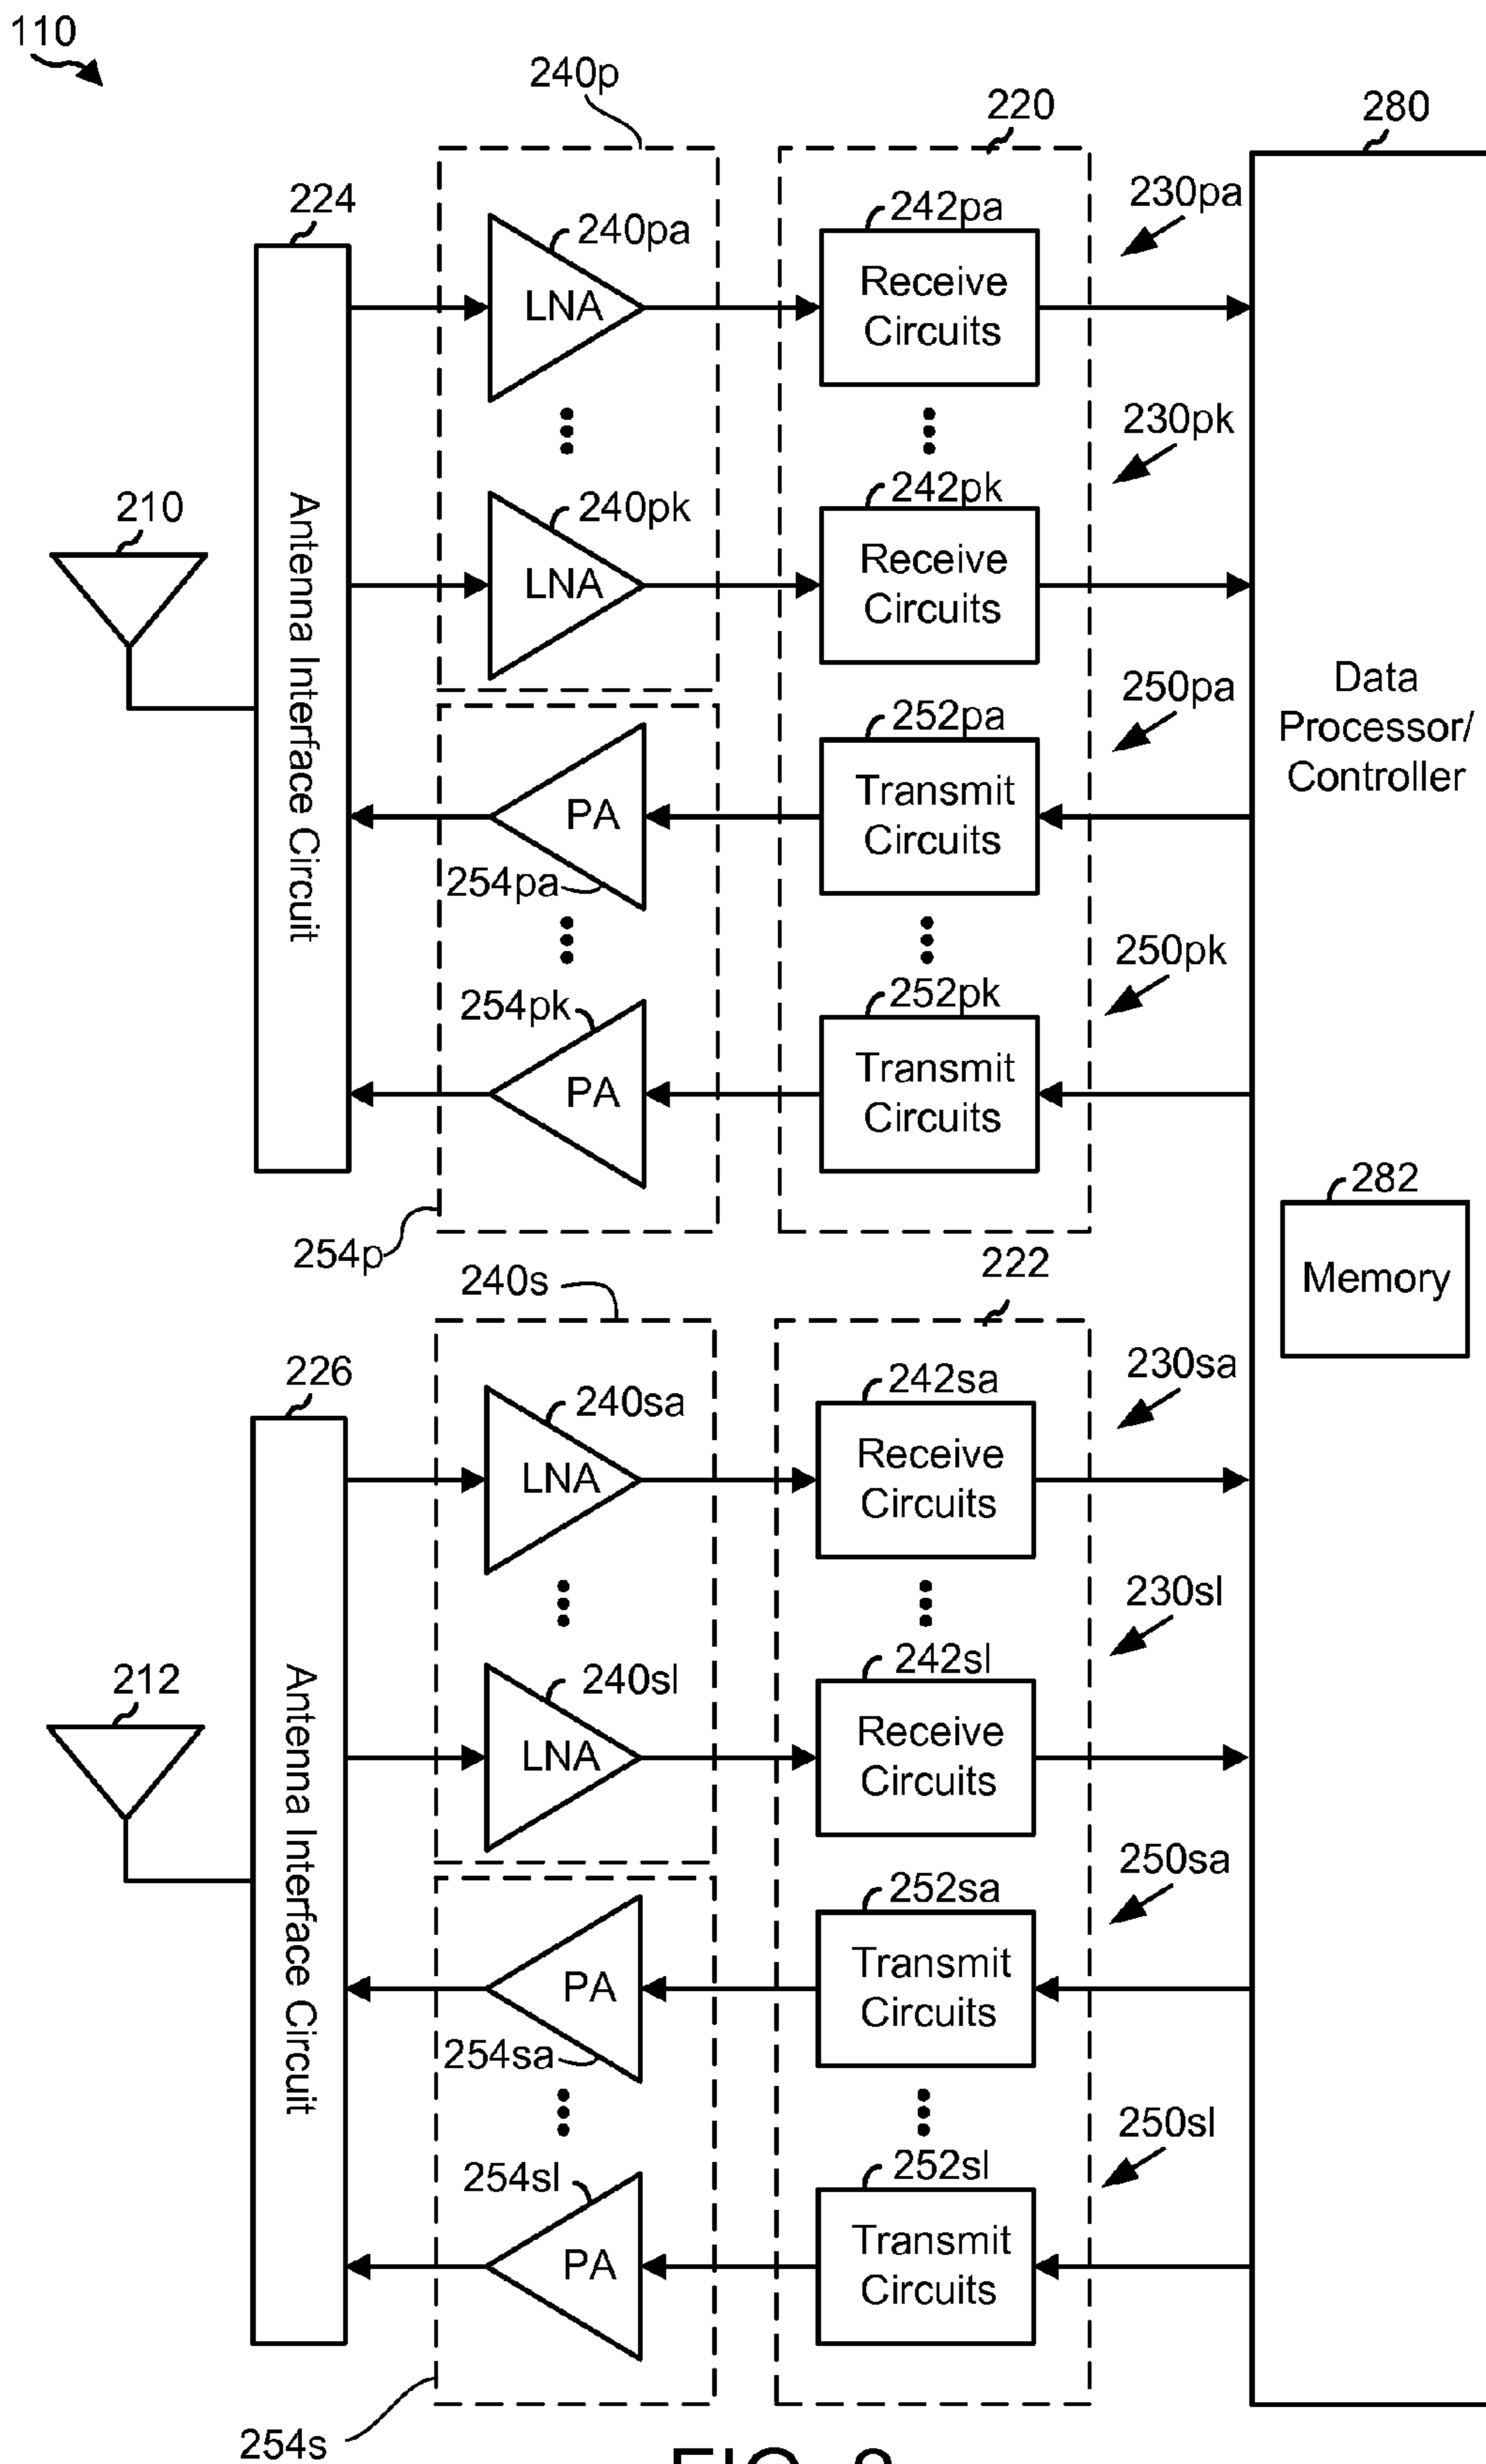 110
240p
220
280
224
240pa
242pa
230pa
LNA
Receive
Circuits
230pk
210
240pk
242pk
LNA
Receive
Circuits
Antenna Interface Circuit
250pa
252pa
Data
Processor/
Controller
PA
Transmit
Circuits
254pa
250pk
254pk
252pk
PA
Transmit
Circuits
282
Memory
254p
240s
222
226
240sa
242sa
230sa
LNA
Receive
Circuits
230sl
212
240sl
242sl
LNA
Receive
Circuits
Antenna Interface Circuit
250sa
252sa
PA
Transmit
Circuits
254sa
250sl
254sl
252sl
PA
Transmit
Circuits
254s